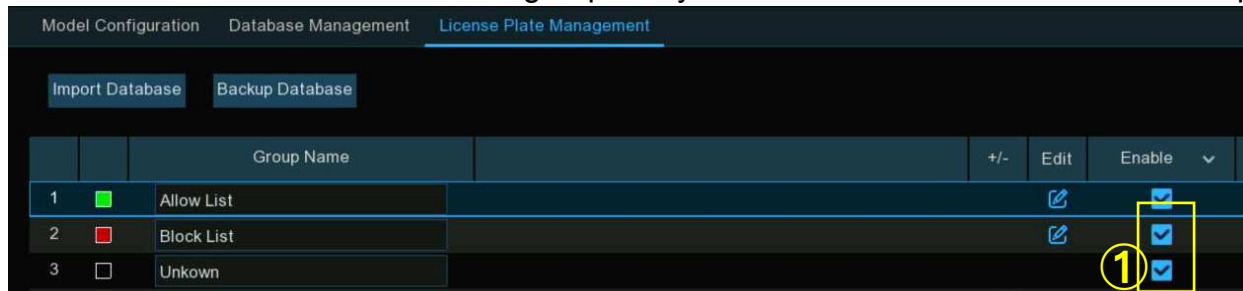 Model Configuration Database Management License Plate Management
Import Database Backup Database
Group Name +/- Edit Enable
1 Allow List
2 Block List
3 Unkown
①